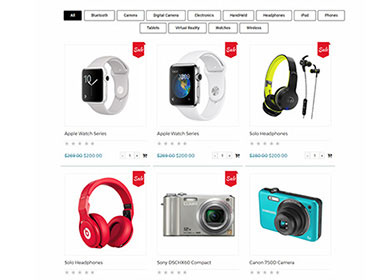 All Bluetooth Camera Digital Camera Electronics HandHeld Headphones iPod Phones
Tablets Virtual Reality Watches Wireless
Sale Sale Sale
Apple Watch Series Apple Watch Series Solo Headphones
$269.00 $200.00 - 1 + $269.00 $200.00 - 1 + $280.00 $200.00 - 1 +
Sale
Solo Headphones Sony DSCHX60 Compact Canon 750D Camera